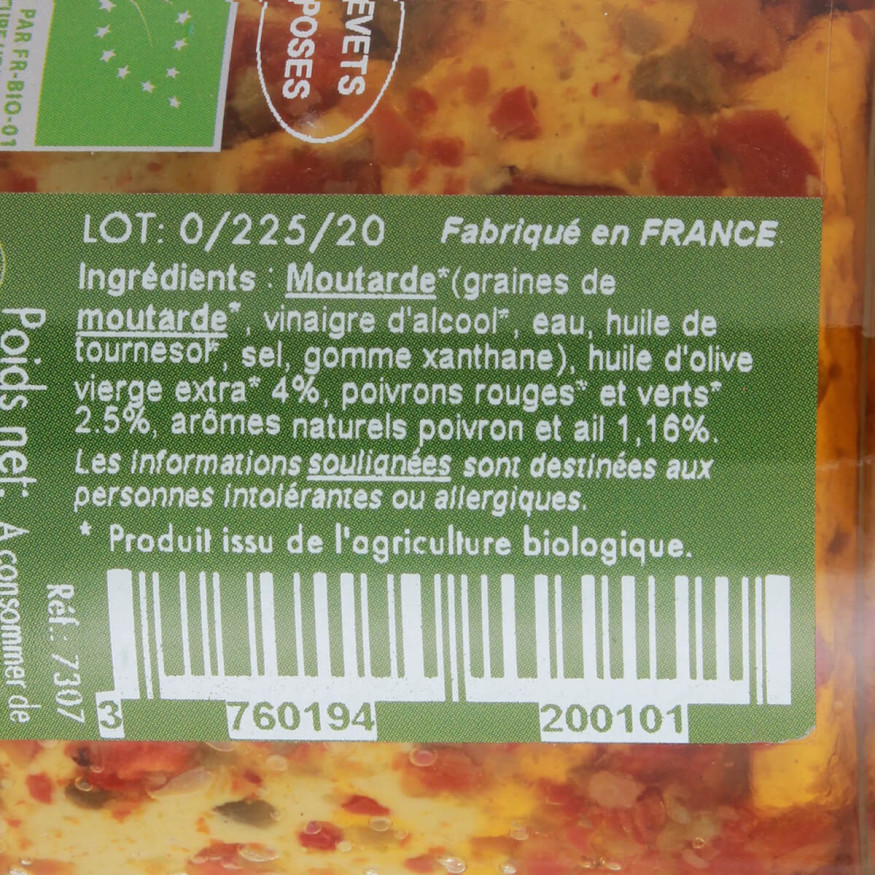 PAR FR-BIO-01
EVETS
POSES
LOT: 0/225/20 Fabriqué en FRANCE
Ingrédients : Moutarde*(graines de
moutarde*, vinaigre d'alcool*, eau, huile de
tournesol*, sel, gomme xanthane), huile d'olive
vierge extra* 4%, poivrons rouges* et verts*
2.5%, arômes naturels poivron et ail 1,16%.
Les informations soulignées sont destinées aux
personnes intolérantes ou allergiques.
* Produit issu de l'agriculture biologique.
3 760194 200101
Poids net:
A consommer de
Réf.: 7307